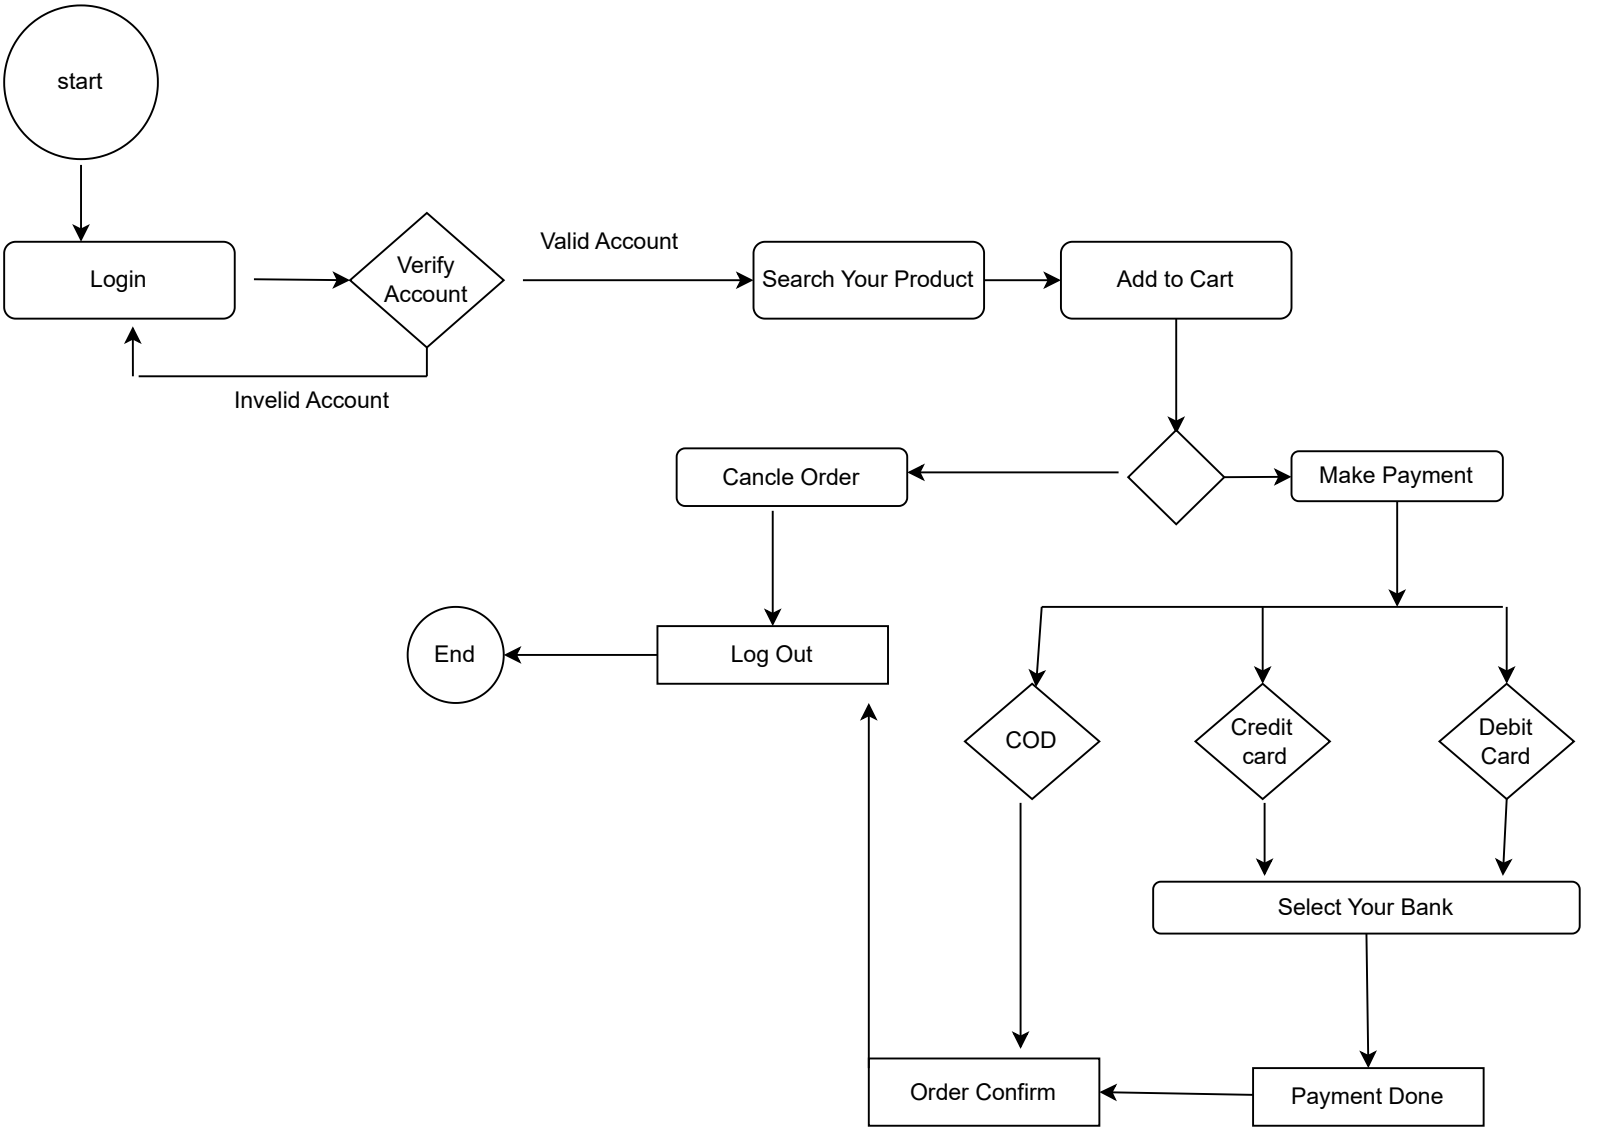 start
Login
Verify
Account
Valid Account
Search Your Product
Add to Cart
Invelid Account
Cancle Order
Make Payment
End
Log Out
COD
Credit
card
Debit
Card
Select Your Bank
Order Confirm
Payment Done